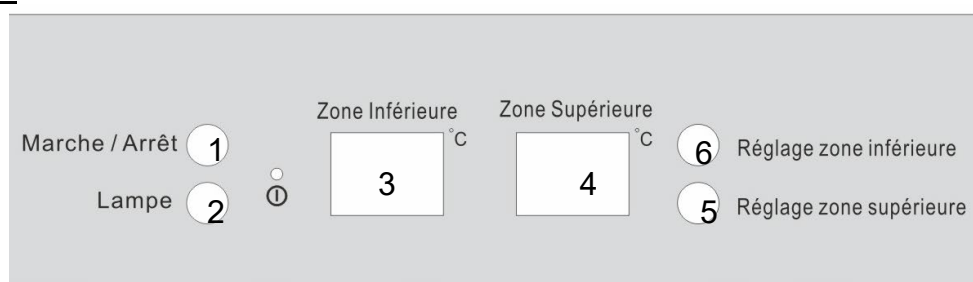 Zone Inférieure Zone Supérieure
°C °C
Marche / Arrêt 1 6 Réglage zone inférieure
3 4
Lampe 2 5 Réglage zone supérieure